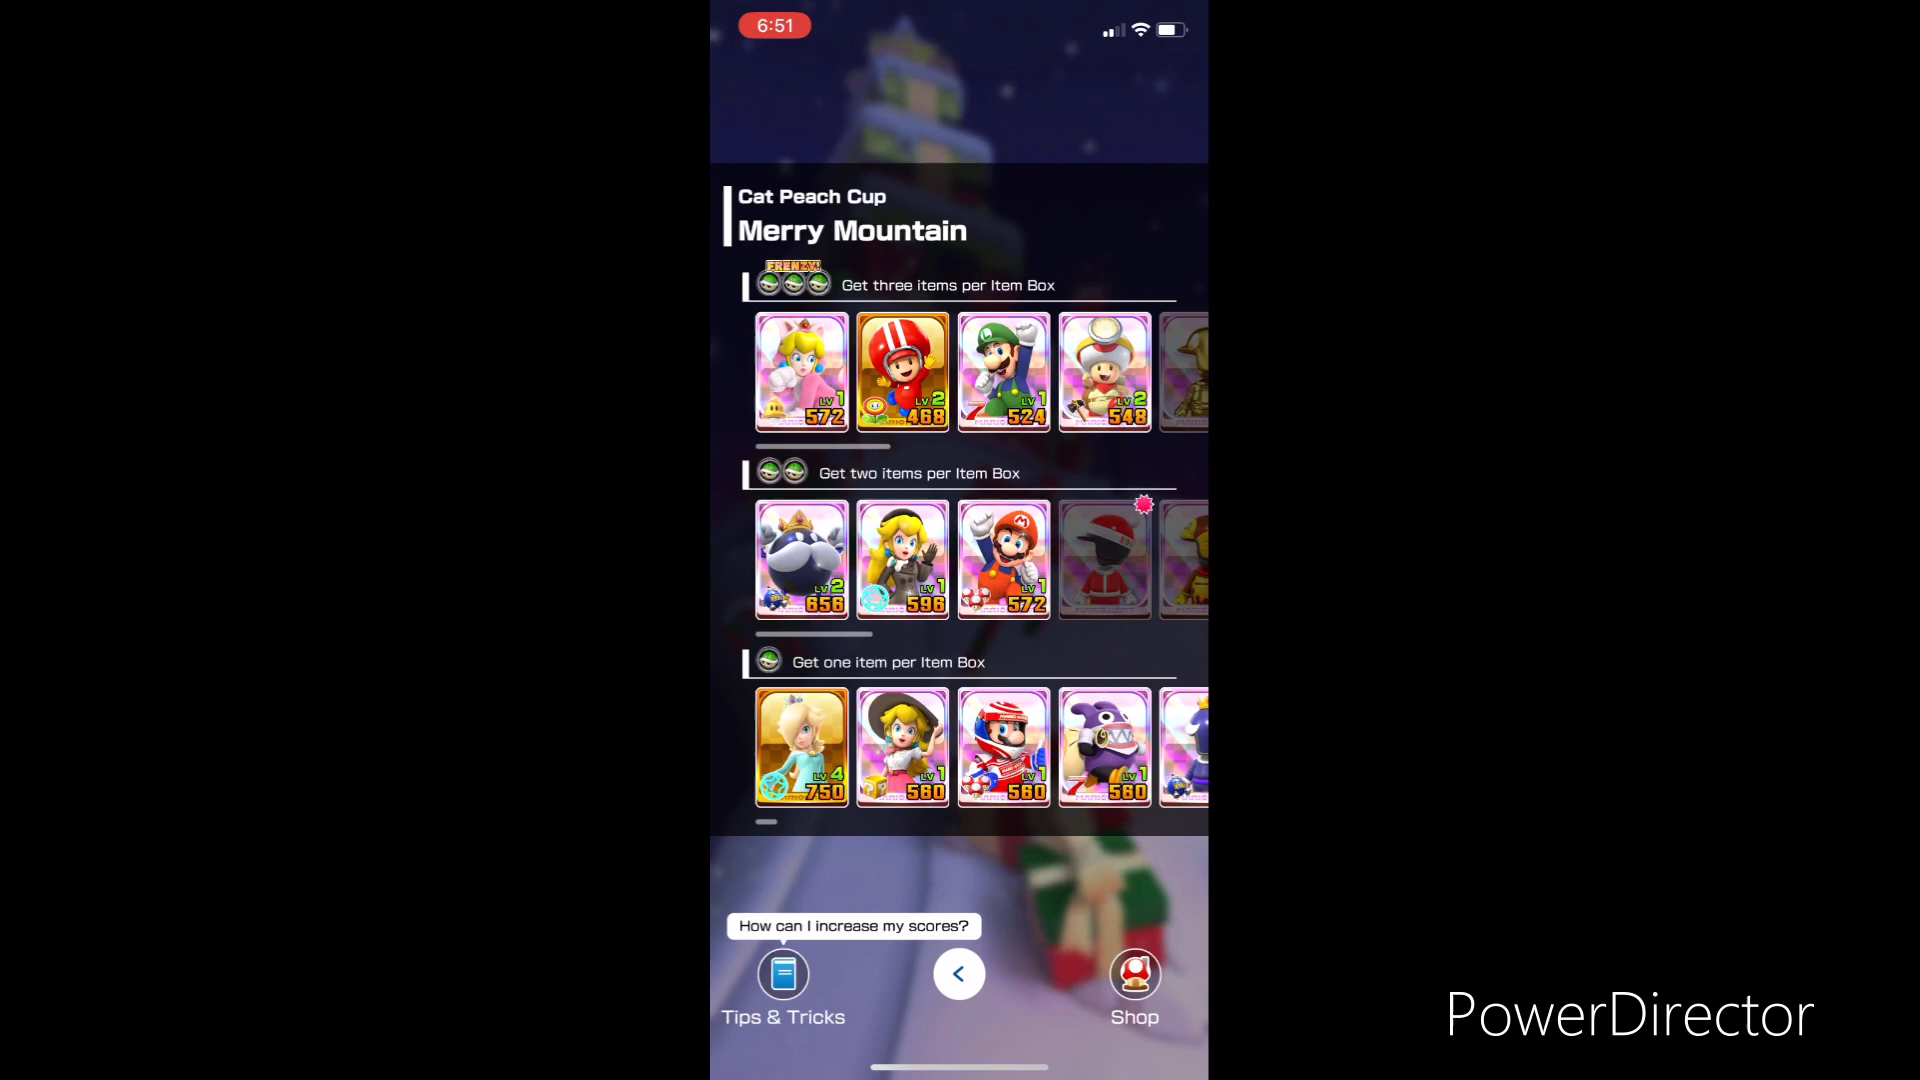 6:51
Cat Peach Cup
Merry Mountain
FRENZY!
Get three items per Item Box
LV 1 572
LV 2 468
LV 1 524
LV 2 548
Get two items per Item Box
LV 2 656
LV 1 596
LV 1 572
Get one item per Item Box
LV 4 750
LV 1 560
LV 1 560
LV 1 560
How can I increase my scores?
Tips & Tricks
Shop
PowerDirector